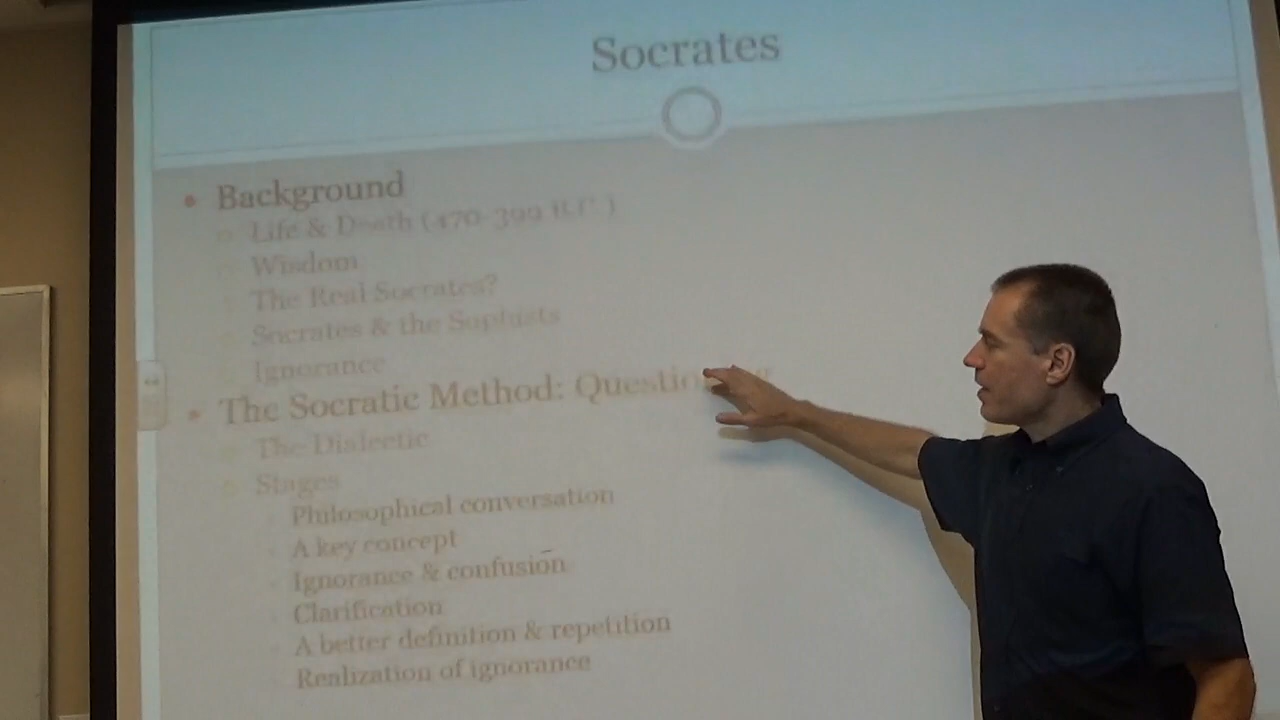 Socrates
Background
Life & Death (470-399 B.C.)
Wisdom
The Real Socrates?
Socrates & the Sophists
Ignorance
The Socratic Method:
The Dialectic
Stages
Philosophical conversation
A key concept
Ignorance & confusion
Clarification
A better definition & repetition
Realization of ignorance